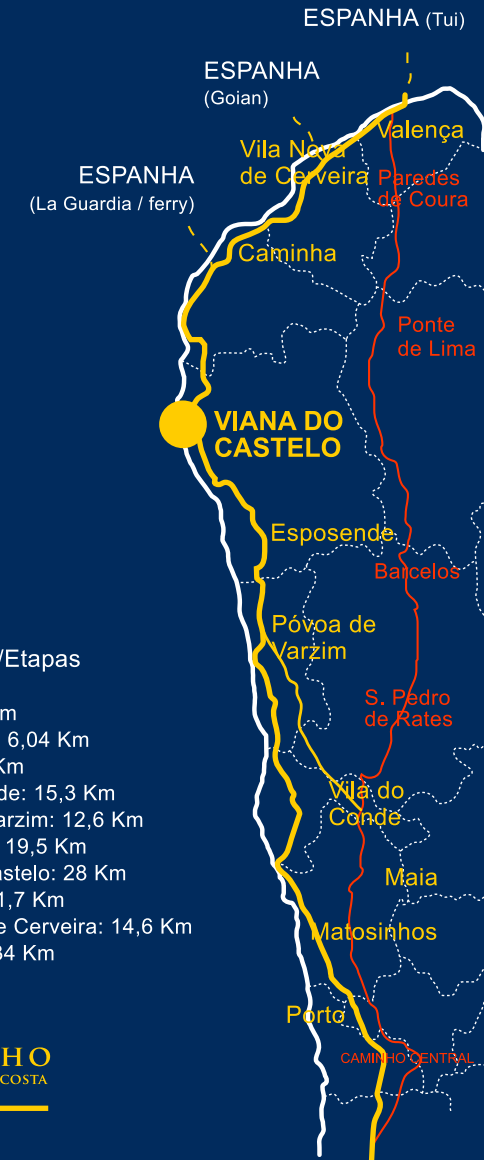 ESPANHA (Tui)
ESPANHA
(Goian)
Valença
Vila Nova
de Cerveira
Paredes
de Coura
ESPANHA
(La Guardia / ferry)
Caminha
Ponte
de Lima
VIANA DO
CASTELO
Esposende
Barcelos
Póvoa de
Varzim
/Etapas
S. Pedro
de Rates
m
6,04 Km
Km
de: 15,3 Km
arzim: 12,6 Km
19,5 Km
astelo: 28 Km
1,7 Km
e Cerveira: 14,6 Km
34 Km
Vila do
Conde
Maia
Matosinhos
Porto
CAMINHO CENTRAL
HO
COSTA